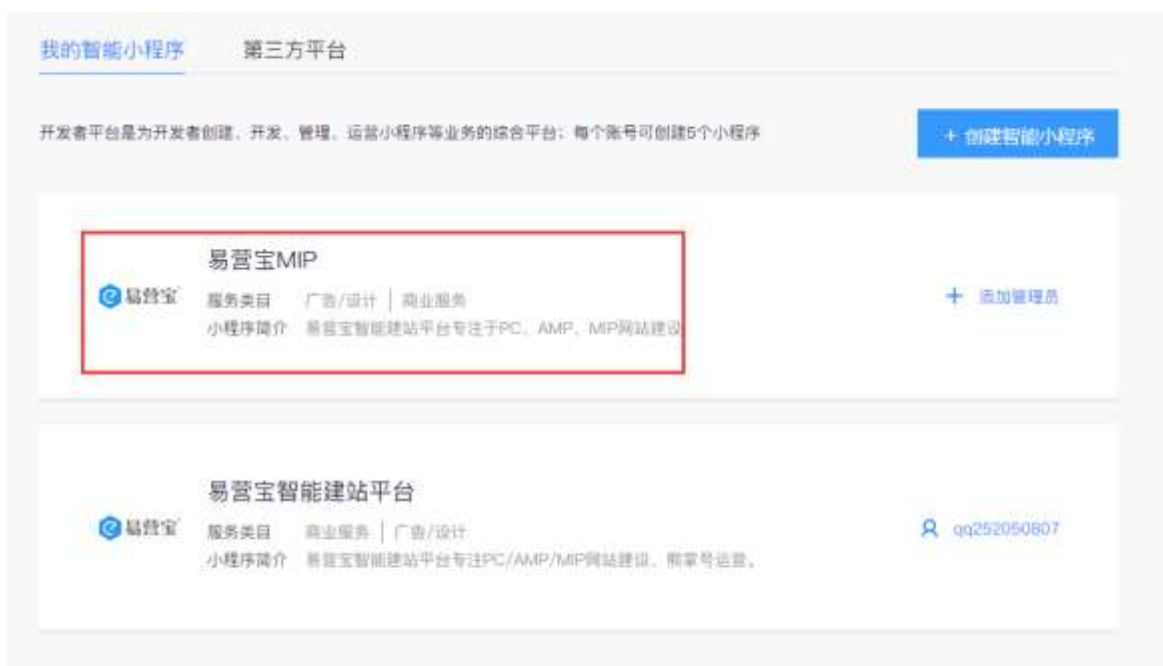 我的智能小程序 第三方平台
开发者平台是为开发者创建、开发、管理、运营小程序等业务的综合平台；每个账号可创建5个小程序
+ 创建智能小程序
易营宝MIP
易营宝
服务类目 广告/设计 | 商业服务
小程序简介 易营宝智能建站平台专注于PC、AMP、MIP网站建设
+ 添加管理员
易营宝智能建站平台
易营宝
服务类目 商业服务 | 广告/设计
小程序简介 易营宝智能建站平台专注PC/AMP/MIP网站建设、熊掌号运营。
qq252050807